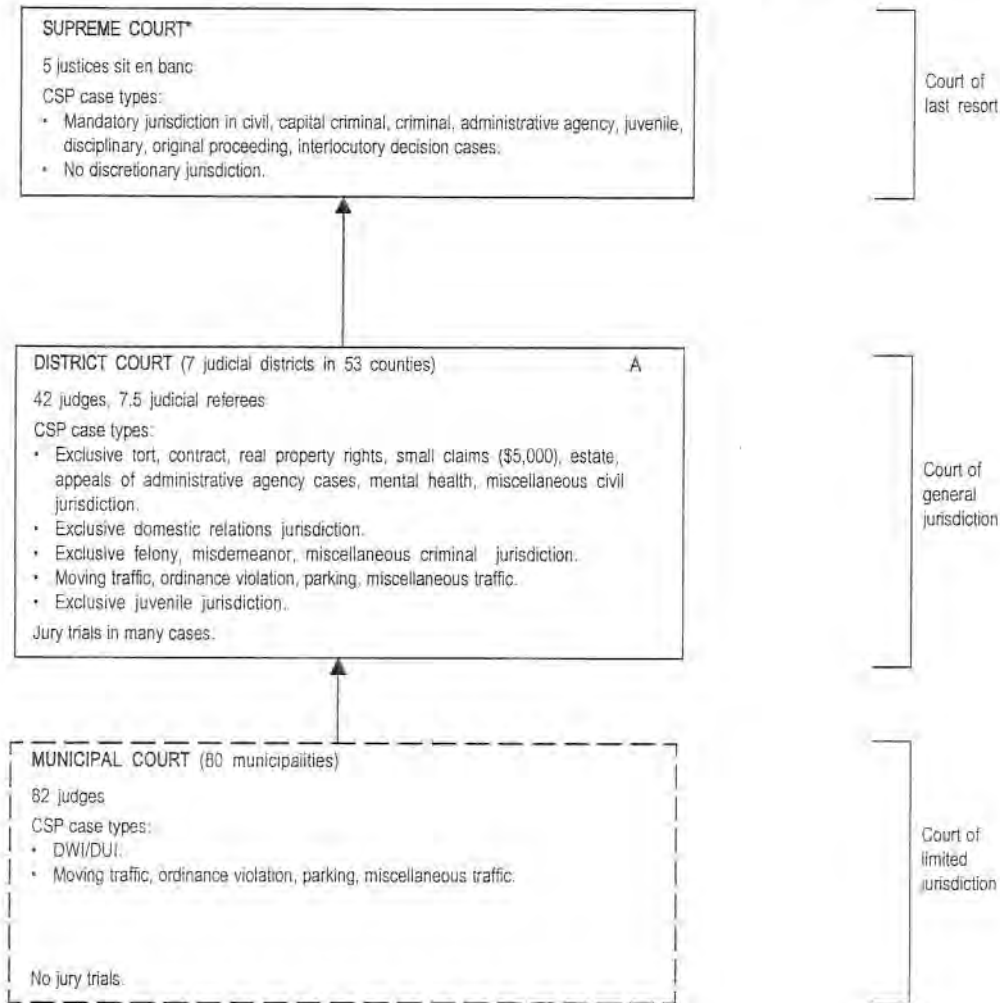 SUPREME COURT*
5 justices sit en banc
CSP case types:
• Mandatory jurisdiction in civil, capital criminal, criminal, administrative agency, juvenile,
disciplinary, original proceeding, interlocutory decision cases.
• No discretionary jurisdiction.
Court of
last resort
DISTRICT COURT (7 judicial districts in 53 counties) A
42 judges, 7.5 judicial referees
CSP case types:
• Exclusive tort, contract, real property rights, small claims ($5,000), estate,
appeals of administrative agency cases, mental health, miscellaneous civil
jurisdiction.
• Exclusive domestic relations jurisdiction.
• Exclusive felony, misdemeanor, miscellaneous criminal jurisdiction.
• Moving traffic, ordinance violation, parking, miscellaneous traffic.
• Exclusive juvenile jurisdiction.
Jury trials in many cases.
Court of
general
jurisdiction
MUNICIPAL COURT (80 municipalities)
82 judges
CSP case types:
• DWI/DUI.
• Moving traffic, ordinance violation, parking, miscellaneous traffic.
No jury trials.
Court of
limited
jurisdiction